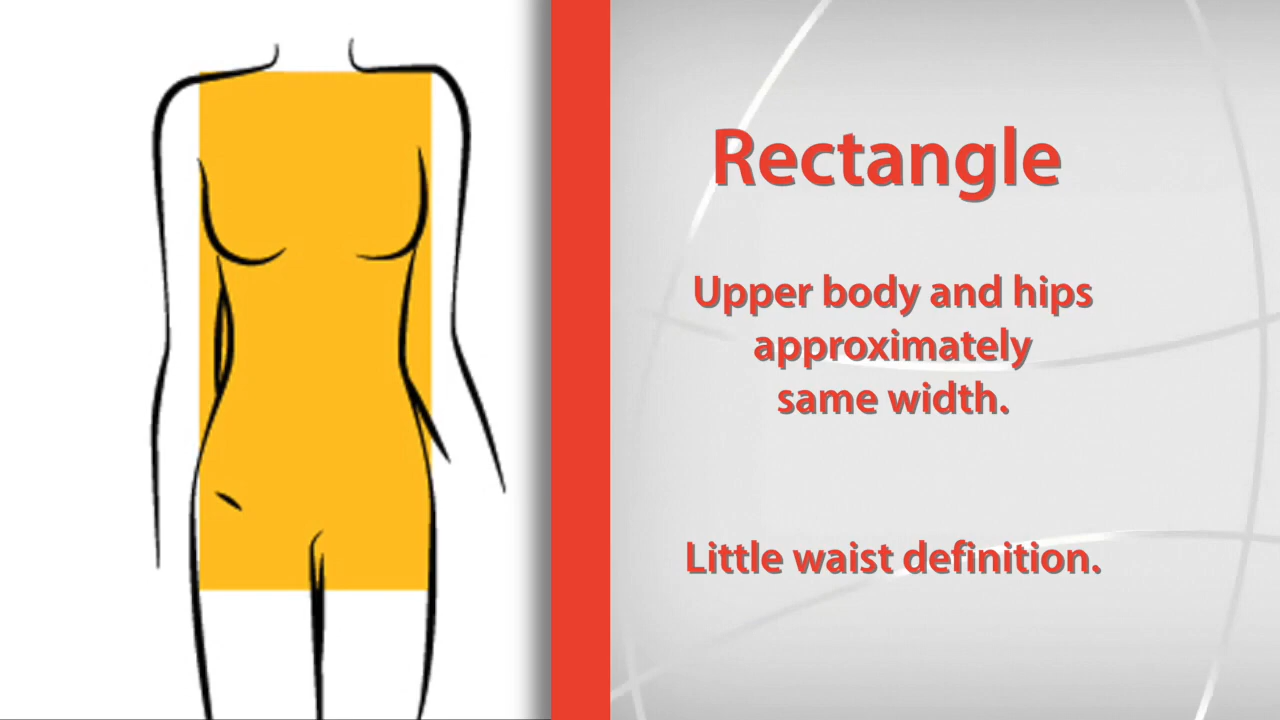 Rectangle
Upper body and hips
approximately
same width.
Little waist definition.